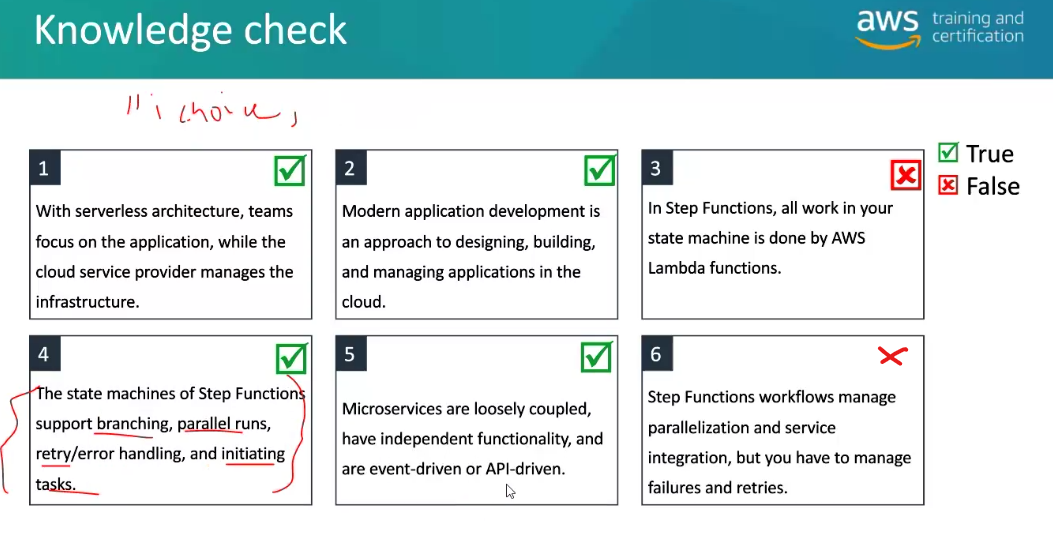 Knowledge check
aws training and
certification
choice,
1
With serverless architecture, teams
focus on the application, while the
cloud service provider manages the
infrastructure.
2
Modern application development is
an approach to designing, building,
and managing applications in the
cloud.
3
In Step Functions, all work in your
state machine is done by AWS
Lambda functions.
True
False
4
The state machines of Step Functions
support branching, parallel runs,
retry/error handling, and initiating
tasks.
5
Microservices are loosely coupled,
have independent functionality, and
are event-driven or API-driven.
6
Step Functions workflows manage
parallelization and service
integration, but you have to manage
failures and retries.